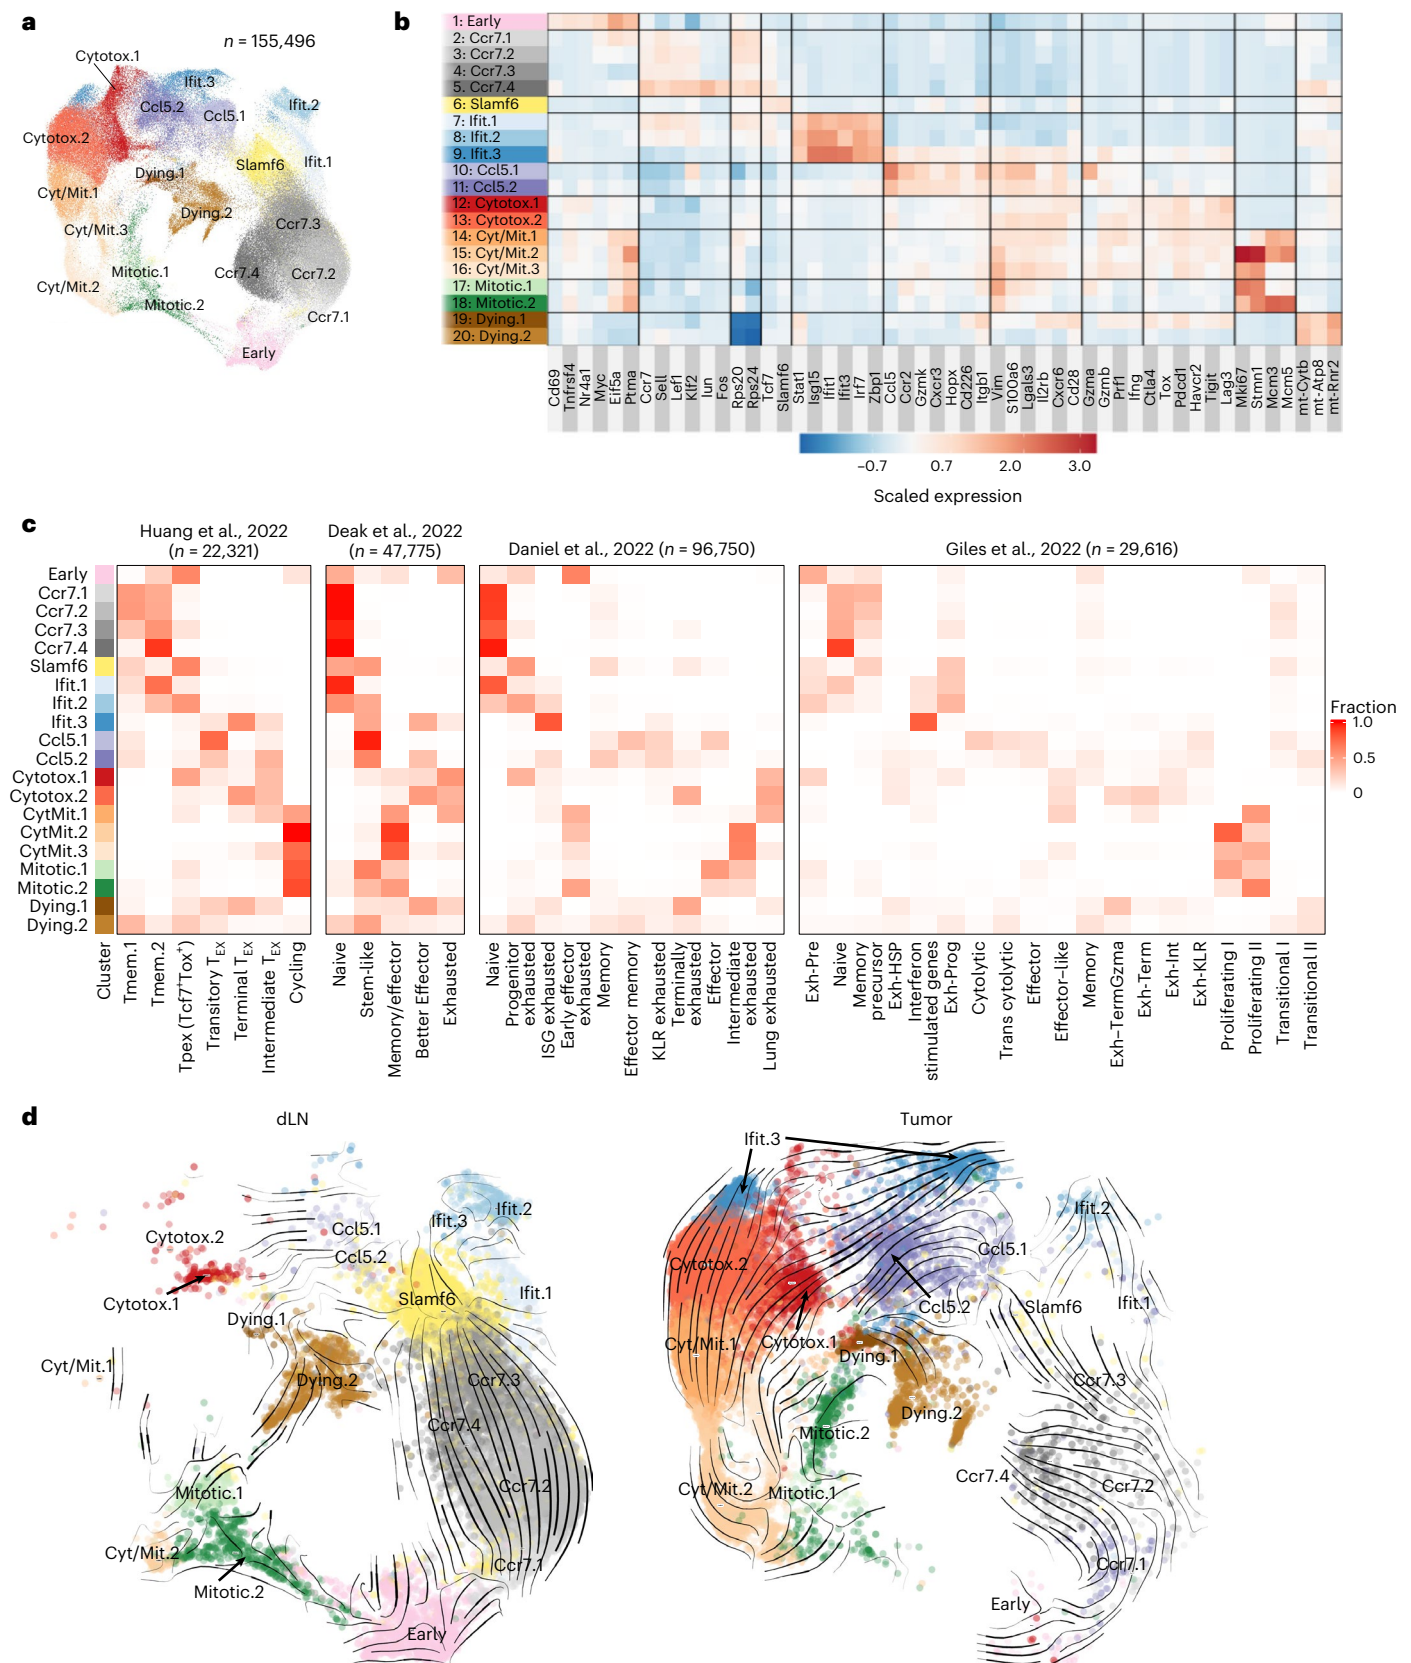 a
n = 155,496
Cytotox.1
Ifit.3
Ccl5.2
Ccl5.1
Ifit.2
Cytotox.2
Slamf6
Ifit.1
Dying.1
Cyt/Mit.1
Dying.2
Ccr7.3
Cyt/Mit.3
Mitotic.1
Ccr7.4
Ccr7.2
Cyt/Mit.2
Mitotic.2
Ccr7.1
Early
b
1: Early
2: Ccr7.1
3: Ccr7.2
4: Ccr7.3
5: Ccr7.4
6: Slamf6
7: Ifit.1
8: Ifit.2
9: Ifit.3
10: Ccl5.1
11: Ccl5.2
12: Cytotox.1
13: Cytotox.2
14: Cyt/Mit.1
15: Cyt/Mit.2
16: Cyt/Mit.3
17: Mitotic.1
18: Mitotic.2
19: Dying.1
20: Dying.2
Cd69
Tnfrsf4
Nr4a1
Myc
Eif5a
Ptma
Ccr7
Sell
Lef1
Klf2
Jun
Fos
Rps20
Rps24
Tcf7
Slamf6
Stat1
Isg15
Ifit1
Ifit3
Irf7
Zbp1
Ccl5
Ccr2
Gzmk
Cxcr3
Hopx
Cd226
Itgb1
Vim
S100a6
Lgals3
Il2rb
Cxcr6
Cd28
Gzma
Gzmb
Prf1
Ifng
Ctla4
Tox
Pdcd1
Havcr2
Tigit
Lag3
Mki67
Stmn1
Mcm3
Mcm5
mt-Cytb
mt-Atp8
mt-Rnr2
−0.7 0.7 2.0 3.0
Scaled expression
c
Huang et al., 2022
(n = 22,321)
Deak et al., 2022
(n = 47,775)
Daniel et al., 2022 (n = 96,750)
Giles et al., 2022 (n = 29,616)
Early
Ccr7.1
Ccr7.2
Ccr7.3
Ccr7.4
Slamf6
Ifit.1
Ifit.2
Ifit.3
Ccl5.1
Ccl5.2
Cytotox.1
Cytotox.2
CytMit.1
CytMit.2
CytMit.3
Mitotic.1
Mitotic.2
Dying.1
Dying.2
Fraction
1.0
0.5
0
Cluster
Tmem.1
Tmem.2
Tpex (Tcf7+Tox+)
Transitory TEx
Terminal TEx
Intermediate TEx
Cycling
Naive
Stem-like
Memory/effector
Better Effector
Exhausted
Naive
Progenitor
exhausted
ISG exhausted
Early effector
exhausted
Memory
Effector memory
KLR exhausted
Terminally
exhausted
Effector
Intermediate
exhausted
Lung exhausted
Exh-Pre
Naive
Memory
precursor
Exh-HSP
Interferon
stimulated genes
Exh-Prog
Cytolytic
Trans cytolytic
Effector
Effector-like
Memory
Exh-TermGzma
Exh-Term
Exh-Int
Exh-KLR
Proliferating I
Proliferating II
Transitional I
Transitional II
d
dLN
Cytotox.2
Ccl5.1
Ifit.3
Ifit.2
Ccl5.2
Cytotox.1
Slamf6
Ifit.1
Dying.1
Cyt/Mit.1
Dying.2
Ccr7.3
Ccr7.4
Mitotic.1
Ccr7.2
Cyt/Mit.2
Ccr7.1
Mitotic.2
Early
Tumor
Ifit.3
Ifit.2
Cytotox.2
Ccl5.1
Ccl5.2
Slamf6
Ifit.1
Cyt/Mit.1
Cytotox.1
Dying.1
Ccr7.3
Dying.2
Mitotic.2
Ccr7.4
Ccr7.2
Cyt/Mit.2
Mitotic.1
Ccr7.1
Early